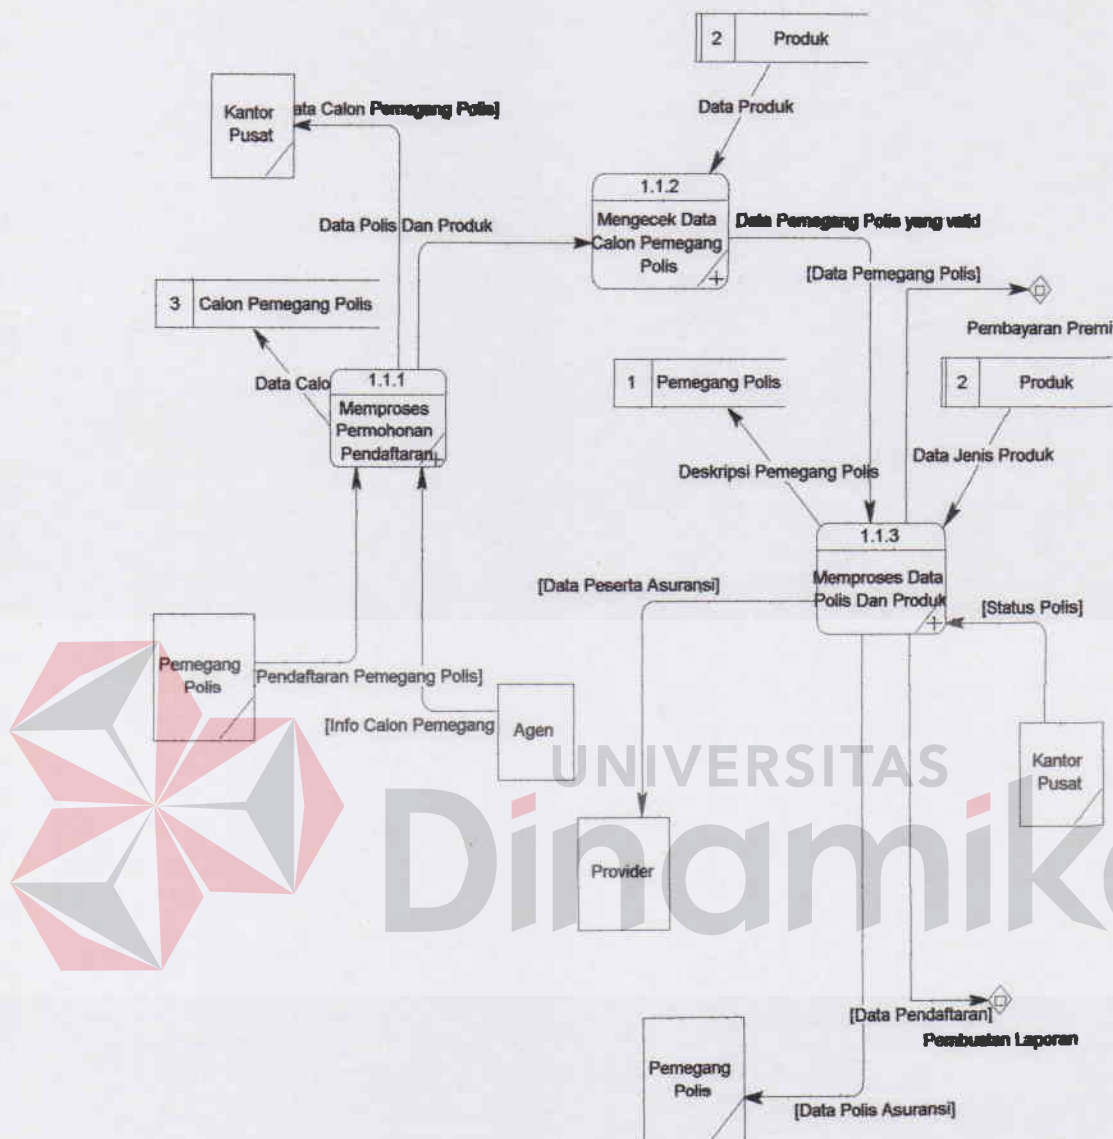 2 Produk
Kantor
Pusat
ata Calon Pemegang Polis]
Data Produk
1.1.2
Mengecek Data
Calon Pemegang
Polis
Data Polis Dan Produk
Data Pemegang Polis yang valid
[Data Pemegang Polis]
3 Calon Pemegang Polis
Pembayaran Premi
Data Calo
1.1.1
Memproses
Permohonan
Pendaftaran
1 Pemegang Polis
2 Produk
Deskripsi Pemegang Polis
Data Jenis Produk
1.1.3
Memproses Data
Polis Dan Produk
[Data Peserta Asuransi]
[Status Polis]
Pemegang
Polis
Pendaftaran Pemegang Polis]
[Info Calon Pemegang
Agen
UNIVERSITAS
Dinamika
Kantor
Pusat
Provider
[Data Pendaftaran]
Pembuatan Laporan
Pemegang
Polis
[Data Polis Asuransi]